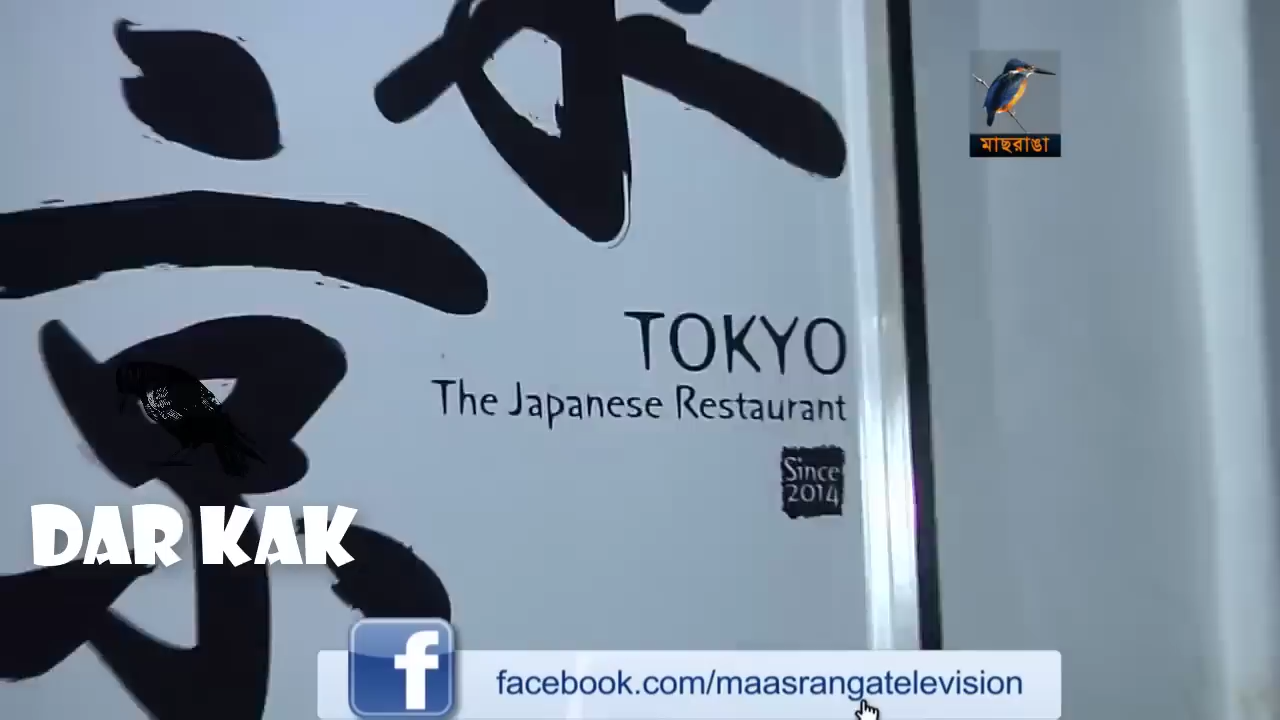 মাছরাঙা
TOKYO
The Japanese Restaurant
Since
2014
DAR KAK
facebook.com/maasrangatelevision